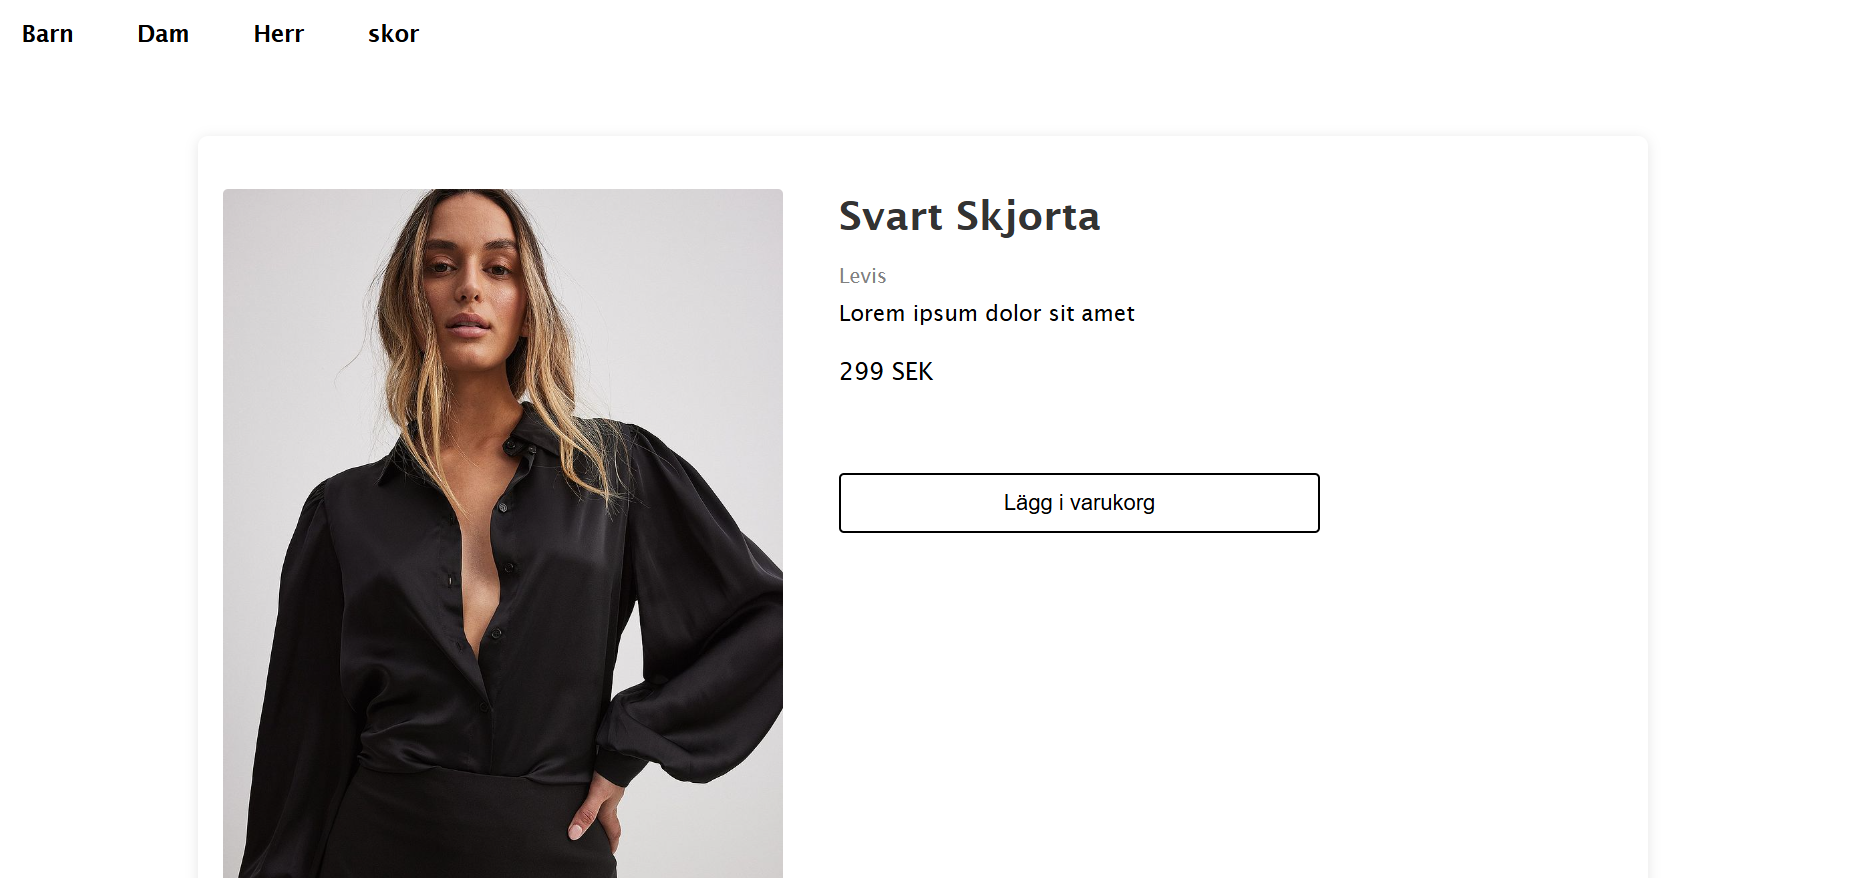 Barn Dam Herr skor
Svart Skjorta
Levis
Lorem ipsum dolor sit amet
299 SEK
Lägg i varukorg